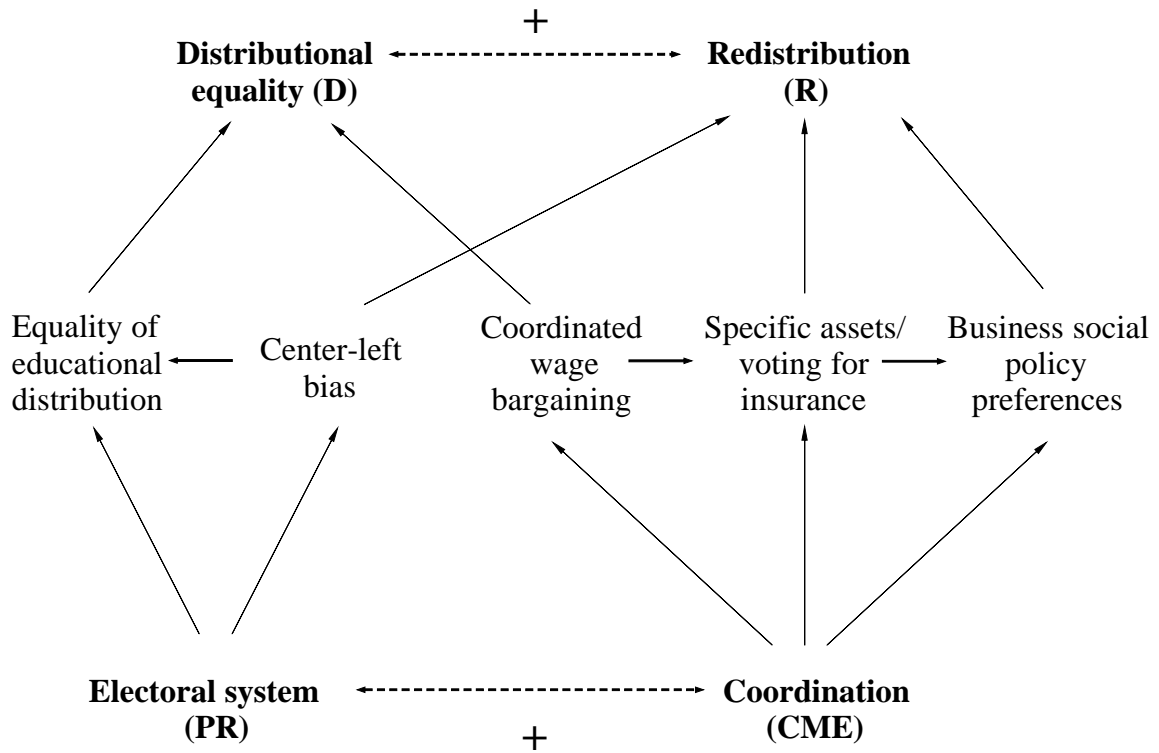 +
Distributional
equality (D)
Redistribution
(R)
Equality of
educational
distribution
Center-left
bias
Coordinated
wage
bargaining
Specific assets/
voting for
insurance
Business social
policy
preferences
Electoral system
(PR)
Coordination
(CME)
+